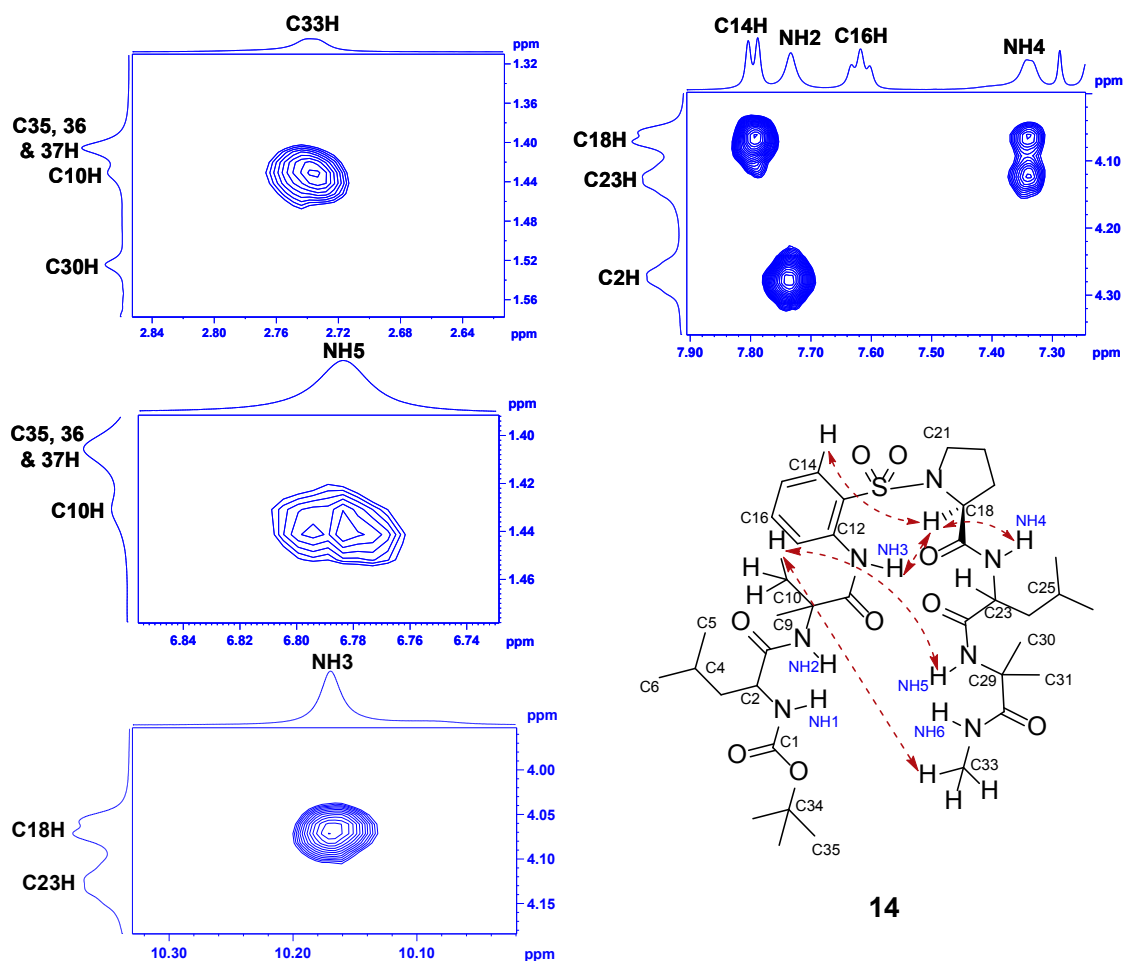 C33H
ppm
1.32
1.36
C35, 36
& 37H
1.40
C10H
1.44
1.48
C30H
1.52
1.56
2.84 2.80 2.76 2.72 2.68 2.64 ppm
C14H NH2 C16H NH4
ppm
C18H
4.10
C23H
4.20
C2H
4.30
7.90 7.80 7.70 7.60 7.50 7.40 7.30 ppm
NH5
ppm
C35, 36
& 37H
1.40
1.42
C10H
1.44
1.46
6.84 6.82 6.80 6.78 6.76 6.74 ppm
NH3
ppm
4.00
C18H
4.05
4.10
C23H
4.15
10.30 10.20 10.10 ppm
H
C21
O O
C14
S N
C16
H C18
C12
NH4
H
NH3
H
N H
O N
H
C10
H C25
H
H
O
C23
C9
O
C5
O
N
N
C30
H
NH2
H
NH5
C29
C31
C4
C6
C2
H
N
NH1
H
NH6
N
O
C1
O
O
H
C33
H
H
C34
C35
14